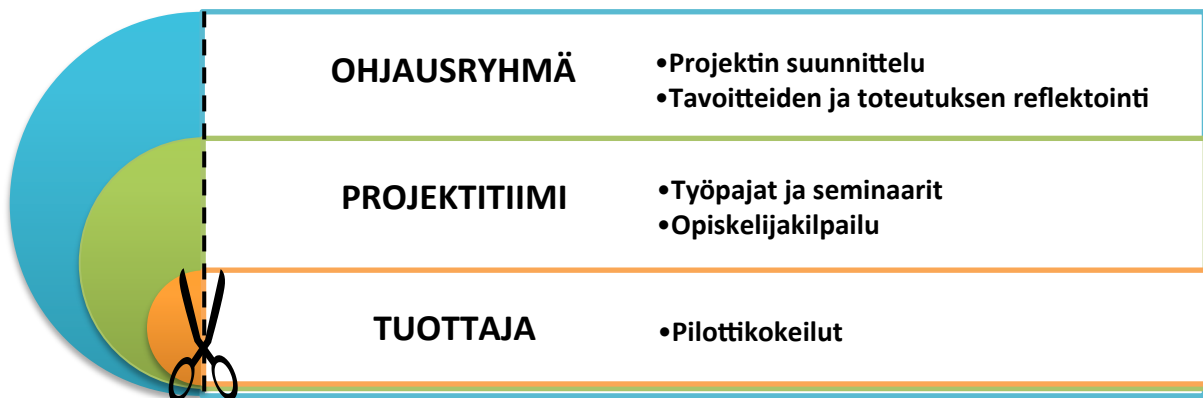 OHJAUSRYHMÄ
•Projektin suunnittelu
•Tavoitteiden ja toteutuksen reflektointi
PROJEKTITIIMI
•Työpajat ja seminaarit
•Opiskelijakilpailu
TUOTTAJA
•Pilottikokeilut